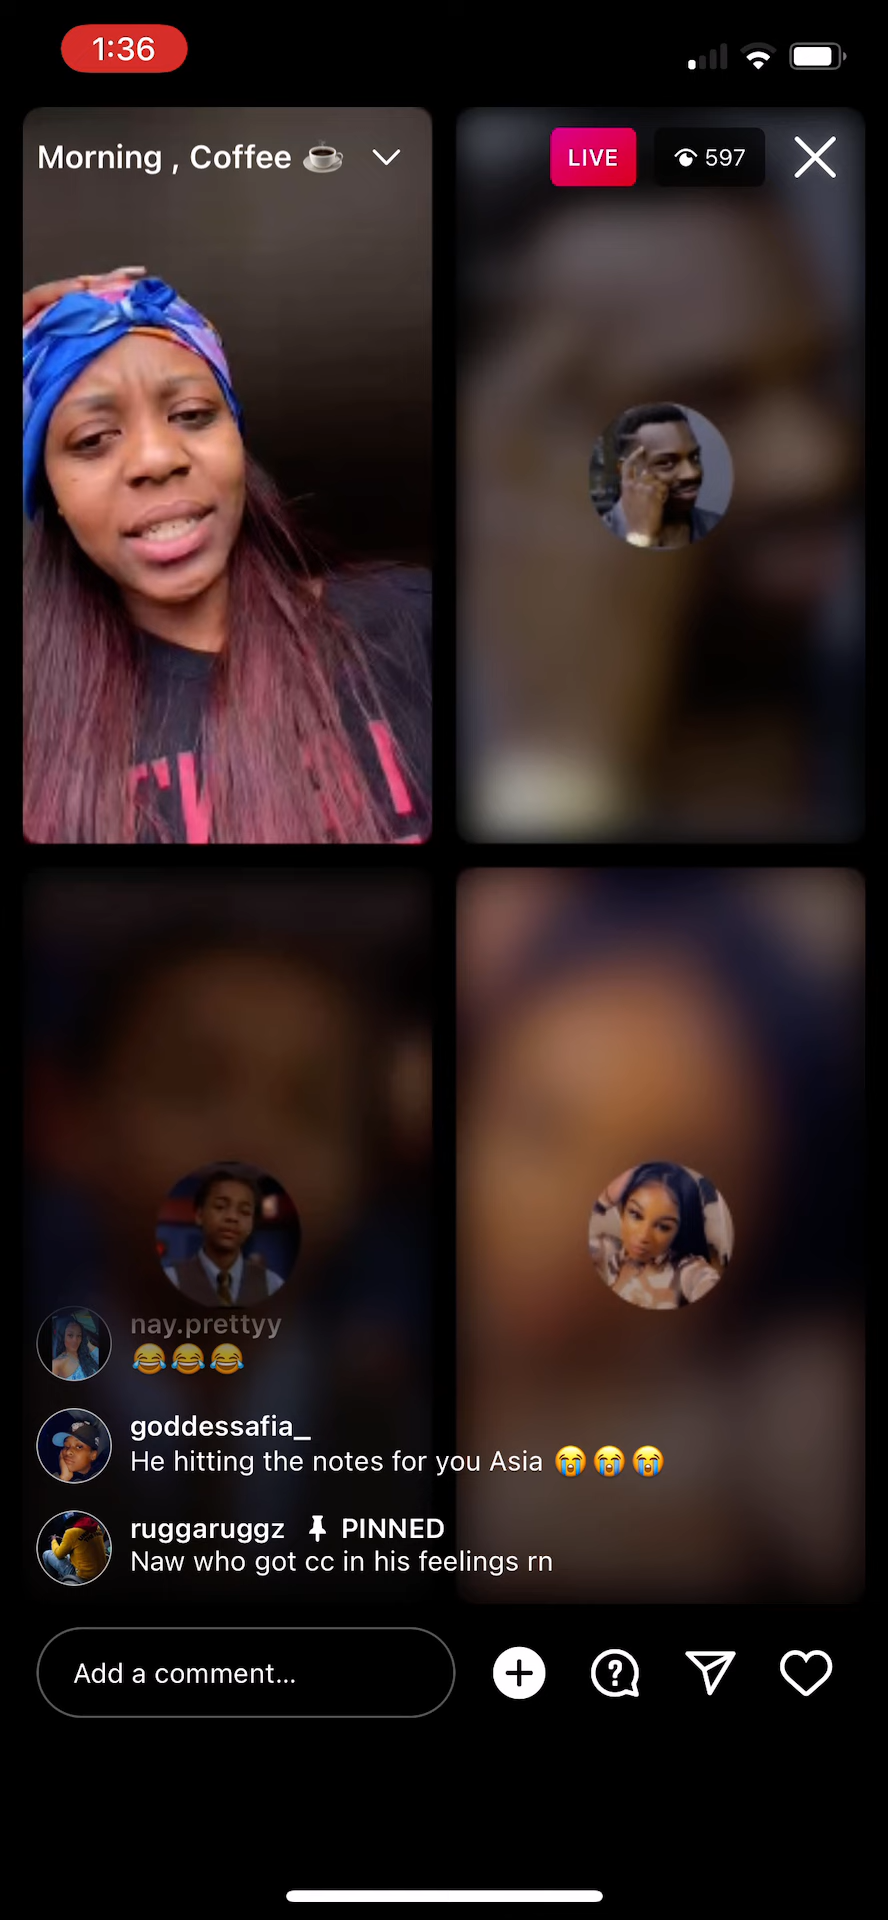 1:36
Morning , Coffee ☕
LIVE
597
nay.prettyy
😂😂😂
goddessafia_
He hitting the notes for you Asia 😭😭😭
ruggaruggz 📌 PINNED
Naw who got cc in his feelings rn
Add a comment...